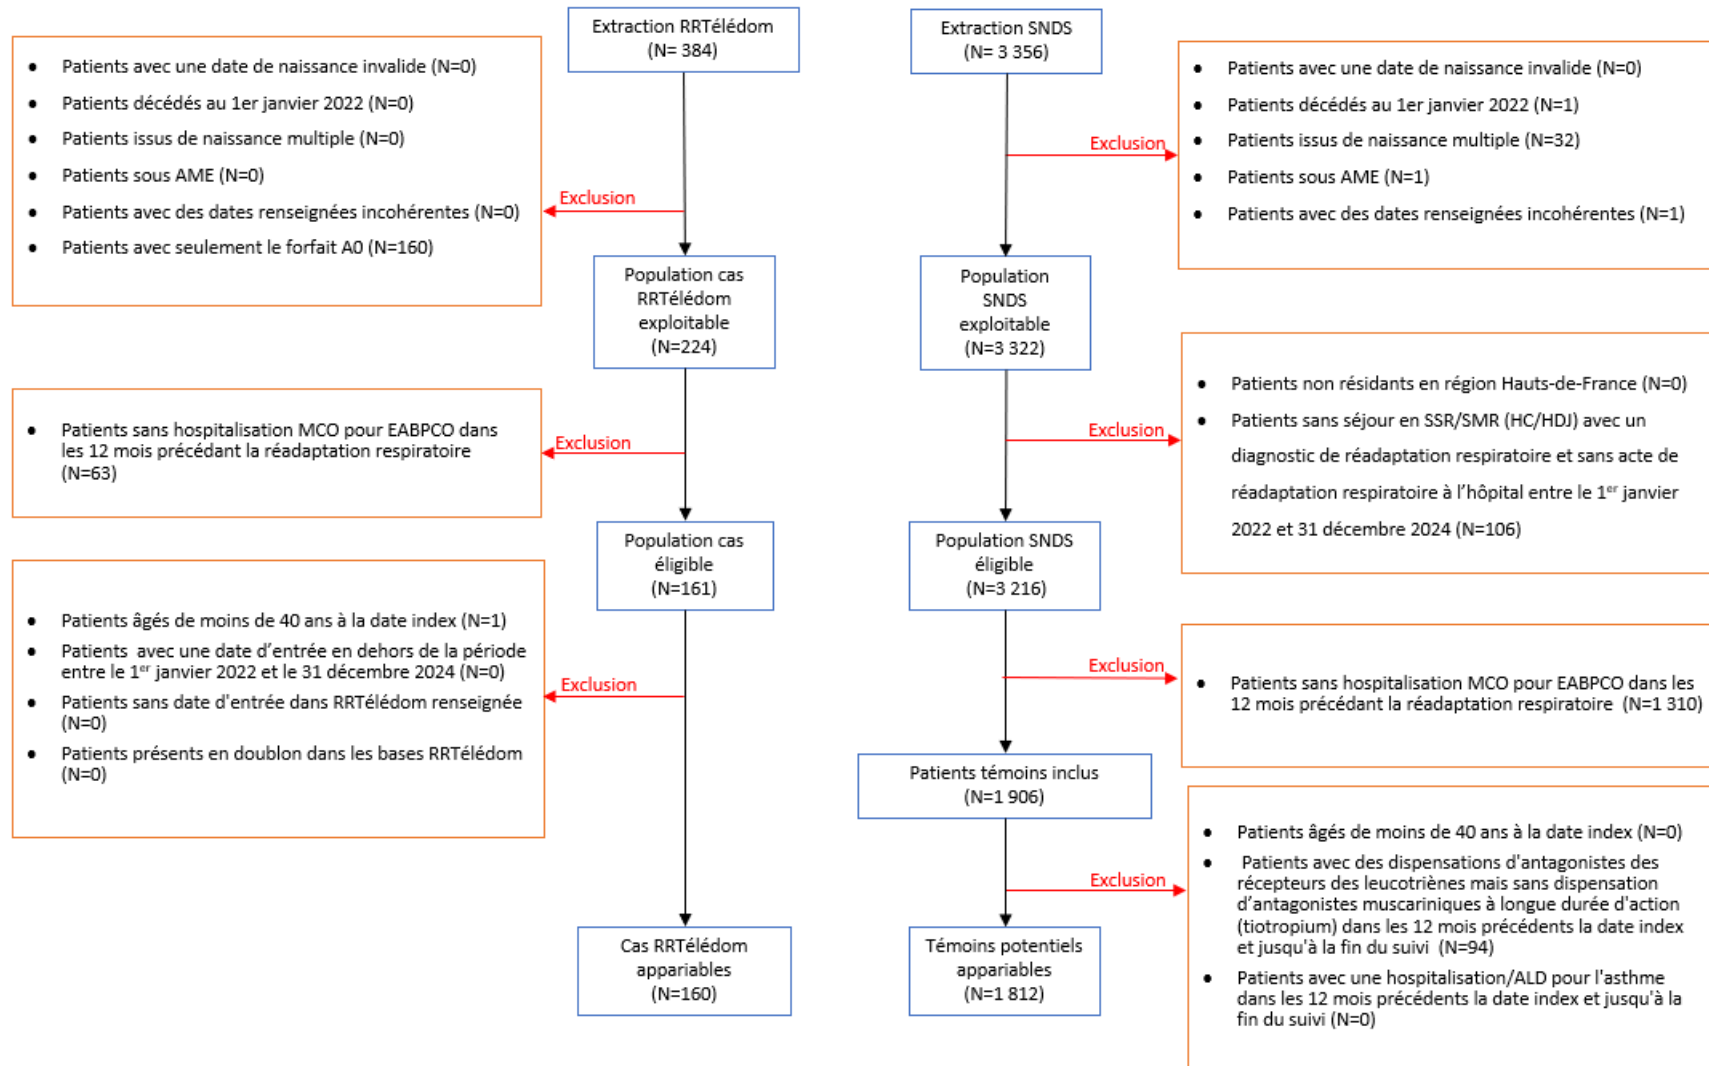 Extraction RRTélédom
(N= 384)
• Patients avec une date de naissance invalide (N=0)
• Patients décédés au 1er janvier 2022 (N=0)
• Patients issus de naissance multiple (N=0)
• Patients sous AME (N=0)
• Patients avec des dates renseignées incohérentes (N=0)
• Patients avec seulement le forfait A0 (N=160)
Exclusion
Population cas
RRTélédom
exploitable
(N=224)
• Patients sans hospitalisation MCO pour EABPCO dans
les 12 mois précédant la réadaptation respiratoire
(N=63)
Exclusion
Population cas
éligible
(N=161)
• Patients âgés de moins de 40 ans à la date index (N=1)
• Patients avec une date d’entrée en dehors de la période
entre le 1er janvier 2022 et le 31 décembre 2024 (N=0)
• Patients sans date d'entrée dans RRTélédom renseignée
(N=0)
• Patients présents en doublon dans les bases RRTélédom
(N=0)
Exclusion
Cas RRTélédom
appariables
(N=160)
Extraction SNDS
(N= 3 356)
• Patients avec une date de naissance invalide (N=0)
• Patients décédés au 1er janvier 2022 (N=1)
• Patients issus de naissance multiple (N=32)
• Patients sous AME (N=1)
• Patients avec des dates renseignées incohérentes (N=1)
Exclusion
Population
SNDS
exploitable
(N=3 322)
• Patients non résidants en région Hauts-de-France (N=0)
• Patients sans séjour en SSR/SMR (HC/HDJ) avec un
diagnostic de réadaptation respiratoire et sans acte de
réadaptation respiratoire à l’hôpital entre le 1er janvier
2022 et 31 décembre 2024 (N=106)
Exclusion
Population SNDS
éligible
(N=3 216)
• Patients sans hospitalisation MCO pour EABPCO dans les
12 mois précédant la réadaptation respiratoire (N=1 310)
Exclusion
Patients témoins inclus
(N=1 906)
• Patients âgés de moins de 40 ans à la date index (N=0)
• Patients avec des dispensations d'antagonistes des
récepteurs des leucotriènes mais sans dispensation
d’antagonistes muscariniques à longue durée d'action
(tiotropium) dans les 12 mois précédents la date index
et jusqu'à la fin du suivi (N=94)
• Patients avec une hospitalisation/ALD pour l'asthme
dans les 12 mois précédents la date index et jusqu'à la
fin du suivi (N=0)
Exclusion
Témoins potentiels
appariables
(N=1 812)